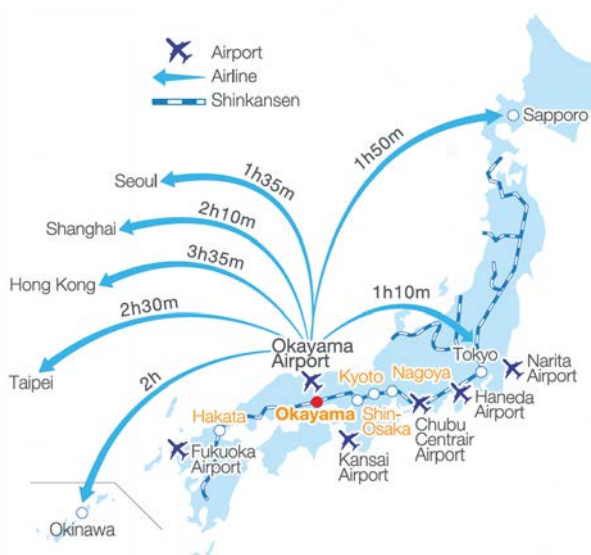 Airport
Airline
Shinkansen
Sapporo
1h50m
Seoul
1h35m
Shanghai
2h10m
Hong Kong
3h35m
Taipei
2h30m
2h
Okinawa
1h10m
Okayama
Airport
Tokyo
Narita
Airport
Haneda
Airport
Nagoya
Kyoto
Shin-
Osaka
Okayama
Hakata
Chubu
Centrair
Airport
Kansai
Airport
Fukuoka
Airport